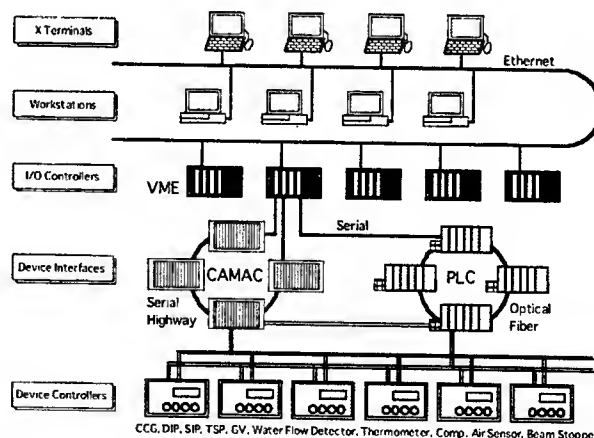 X Terminals
Ethernet
Workstations
I/O Controllers
VME
Serial
Device Interfaces
CAMAC
PLC
Serial
Highway
Optical
Fiber
Device Controllers
CCG, DIP, SIP, TSP, GV, Water Flow Detector, Thermometer, Comp. Air Sensor, Beam Stoppe